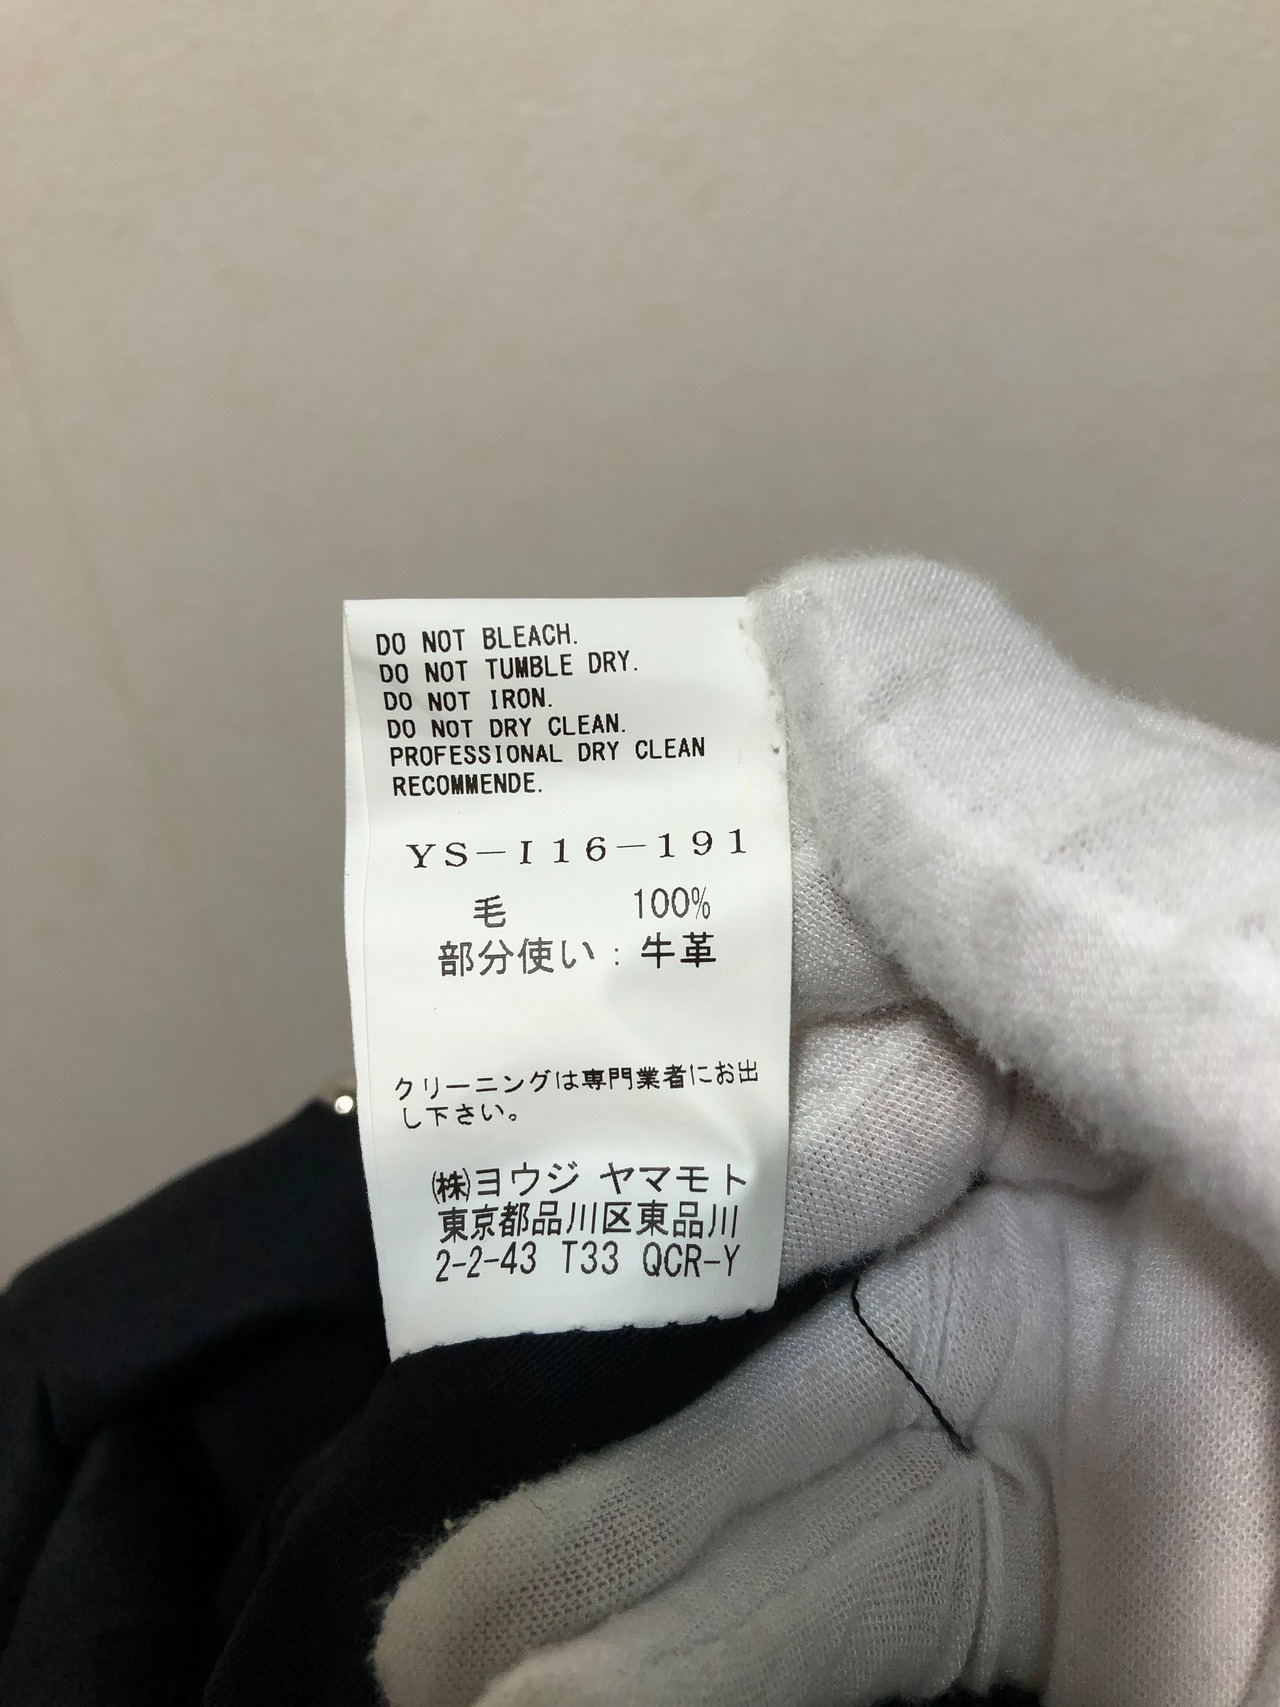 DO NOT BLEACH.
DO NOT TUMBLE DRY.
DO NOT IRON.
DO NOT DRY CLEAN.
PROFESSIONAL DRY CLEAN
RECOMMENDE.
YS-I16-191
毛 100%
部分使い : 牛革
クリーニングは専門業者にお出
し下さい。
㈱ヨウジ ヤマモト
東京都品川区東品川
2-2-43 T33 QCR-Y